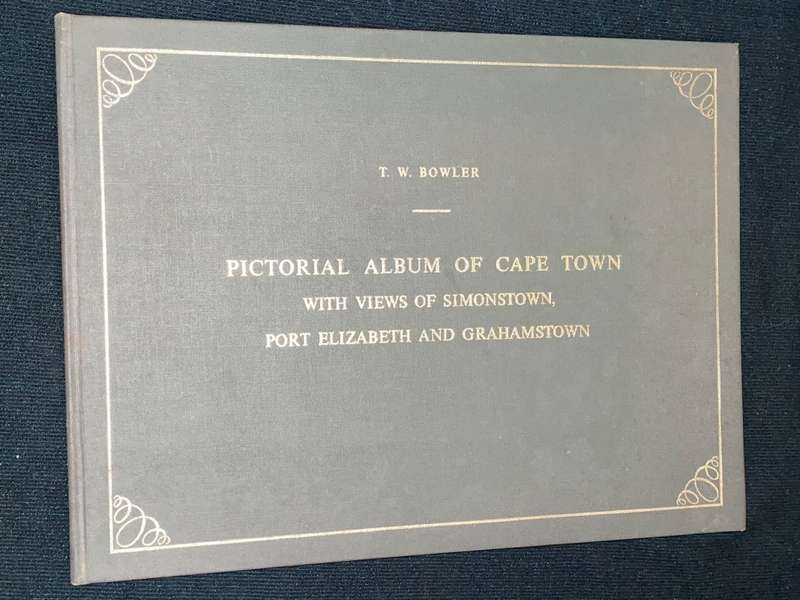 T. W. BOWLER
PICTORIAL ALBUM OF CAPE TOWN
WITH VIEWS OF SIMONSTOWN,
PORT ELIZABETH AND GRAHAMSTOWN